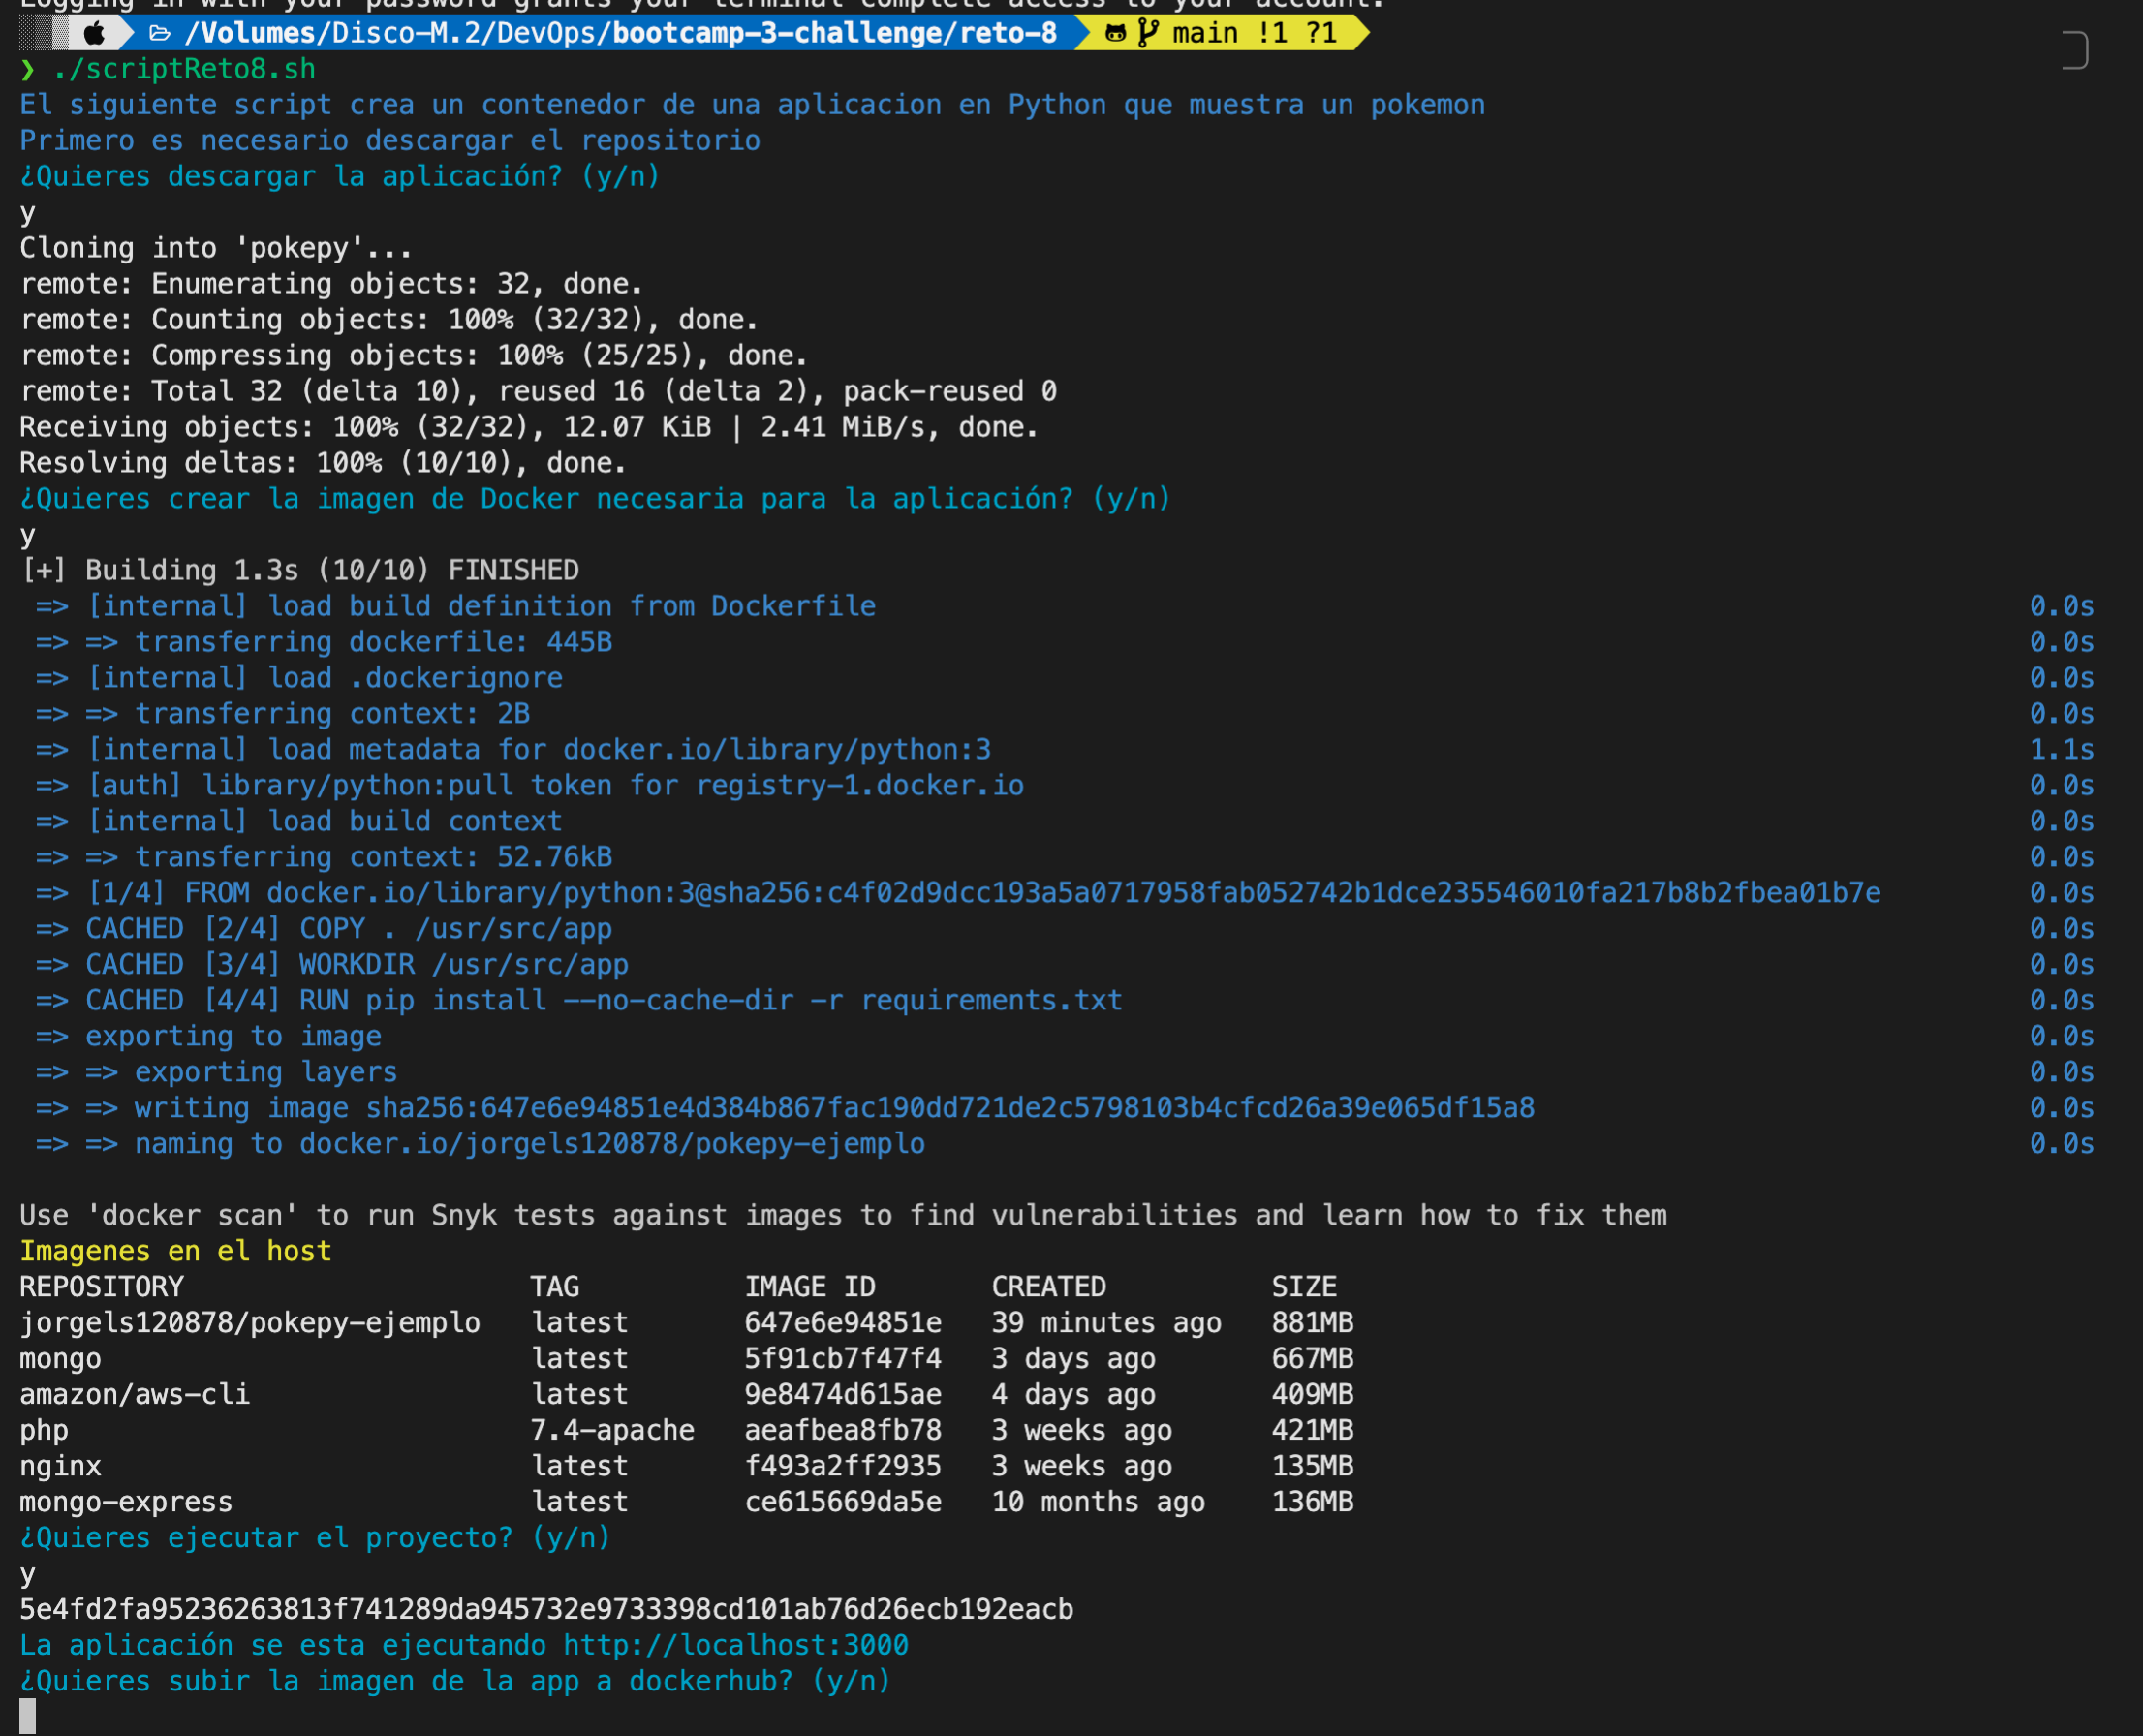 Logging in with your password grants your terminal complete access to your account.
/Volumes/Disco-M.2/DevOps/bootcamp-3-challenge/reto-8 main !1 ?1
❯ ./scriptReto8.sh
El siguiente script crea un contenedor de una aplicacion en Python que muestra un pokemon
Primero es necesario descargar el repositorio
¿Quieres descargar la aplicación? (y/n)
y
Cloning into 'pokepy'...
remote: Enumerating objects: 32, done.
remote: Counting objects: 100% (32/32), done.
remote: Compressing objects: 100% (25/25), done.
remote: Total 32 (delta 10), reused 16 (delta 2), pack-reused 0
Receiving objects: 100% (32/32), 12.07 KiB | 2.41 MiB/s, done.
Resolving deltas: 100% (10/10), done.
¿Quieres crear la imagen de Docker necesaria para la aplicación? (y/n)
y
[+] Building 1.3s (10/10) FINISHED
=> [internal] load build definition from Dockerfile 0.0s
=> => transferring dockerfile: 445B 0.0s
=> [internal] load .dockerignore 0.0s
=> => transferring context: 2B 0.0s
=> [internal] load metadata for docker.io/library/python:3 1.1s
=> [auth] library/python:pull token for registry-1.docker.io 0.0s
=> [internal] load build context 0.0s
=> => transferring context: 52.76kB 0.0s
=> [1/4] FROM docker.io/library/python:3@sha256:c4f02d9dcc193a5a0717958fab052742b1dce235546010fa217b8b2fbea01b7e 0.0s
=> CACHED [2/4] COPY . /usr/src/app 0.0s
=> CACHED [3/4] WORKDIR /usr/src/app 0.0s
=> CACHED [4/4] RUN pip install --no-cache-dir -r requirements.txt 0.0s
=> exporting to image 0.0s
=> => exporting layers 0.0s
=> => writing image sha256:647e6e94851e4d384b867fac190dd721de2c5798103b4cfcd26a39e065df15a8 0.0s
=> => naming to docker.io/jorgels120878/pokepy-ejemplo 0.0s
Use 'docker scan' to run Snyk tests against images to find vulnerabilities and learn how to fix them
Imagenes en el host
REPOSITORY TAG IMAGE ID CREATED SIZE
jorgels120878/pokepy-ejemplo latest 647e6e94851e 39 minutes ago 881MB
mongo latest 5f91cb7f47f4 3 days ago 667MB
amazon/aws-cli latest 9e8474d615ae 4 days ago 409MB
php 7.4-apache aeafbea8fb78 3 weeks ago 421MB
nginx latest f493a2ff2935 3 weeks ago 135MB
mongo-express latest ce615669da5e 10 months ago 136MB
¿Quieres ejecutar el proyecto? (y/n)
y
5e4fd2fa95236263813f741289da945732e9733398cd101ab76d26ecb192eacb
La aplicación se esta ejecutando http://localhost:3000
¿Quieres subir la imagen de la app a dockerhub? (y/n)